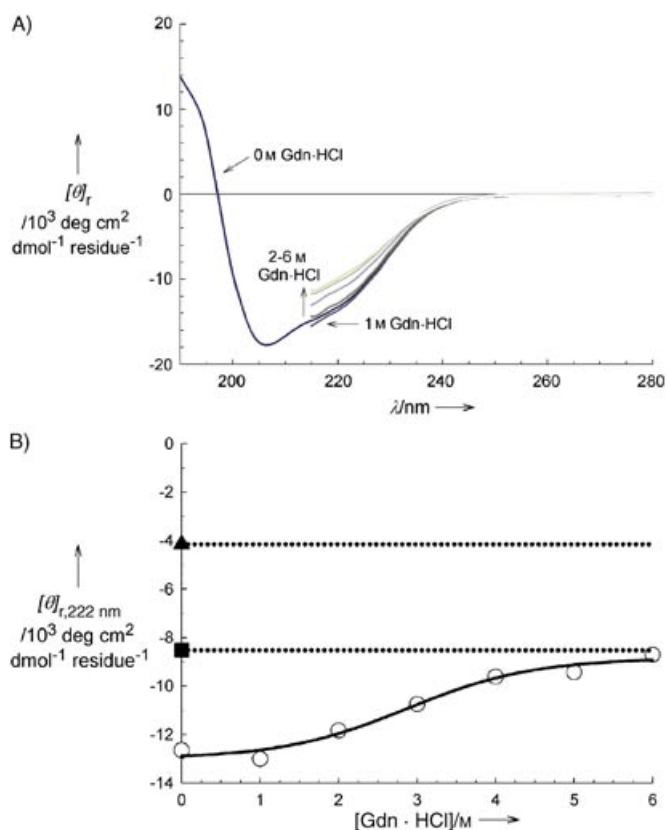 A)
20
10
0
-10
-20
[θ]r
/10³ deg cm²
dmol⁻¹ residue⁻¹
0 M Gdn·HCl
2-6 M
Gdn·HCl
1 M Gdn·HCl
200 220 240 260 280
λ/nm
B)
0
-2
-4
-6
-8
-10
-12
-14
[θ]r,222 nm
/10³ deg cm²
dmol⁻¹ residue⁻¹
0 1 2 3 4 5 6
[Gdn · HCl]/M